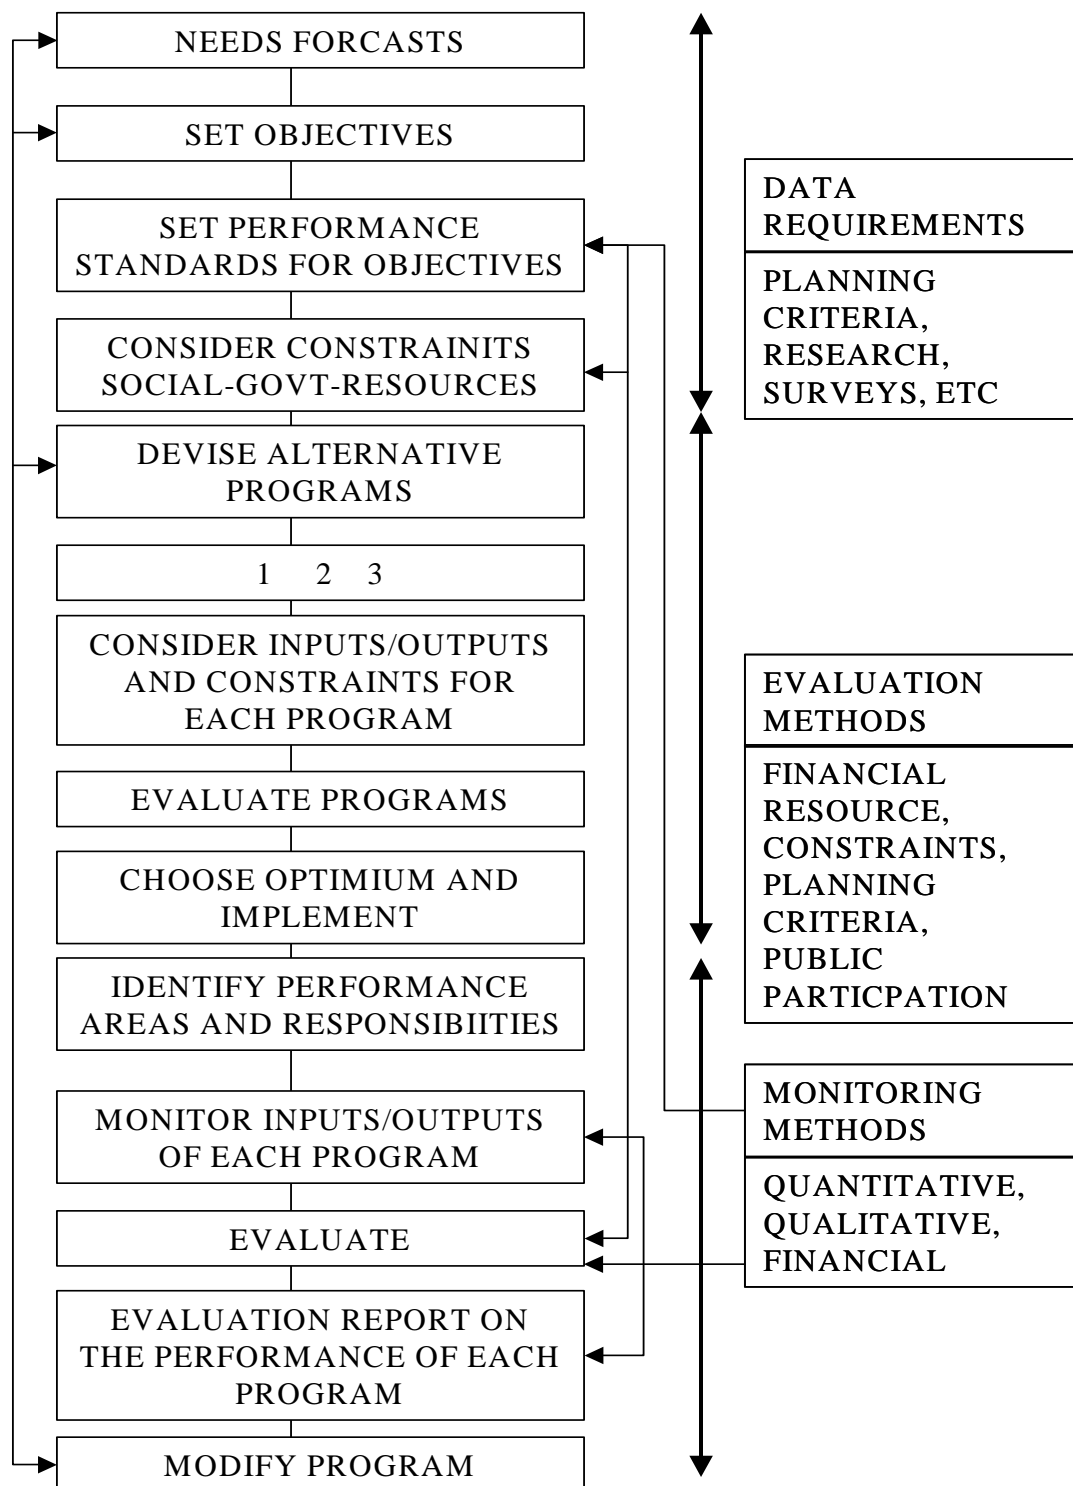 NEEDS FORCASTS
SET OBJECTIVES
SET PERFORMANCE
STANDARDS FOR OBJECTIVES
CONSIDER CONSTRAINITS
SOCIAL-GOVT-RESOURCES
DEVISE ALTERNATIVE
PROGRAMS
1 2 3
CONSIDER INPUTS/OUTPUTS
AND CONSTRAINTS FOR
EACH PROGRAM
EVALUATE PROGRAMS
CHOOSE OPTIMIUM AND
IMPLEMENT
IDENTIFY PERFORMANCE
AREAS AND RESPONSIBIITIES
MONITOR INPUTS/OUTPUTS
OF EACH PROGRAM
EVALUATE
EVALUATION REPORT ON
THE PERFORMANCE OF EACH
PROGRAM
MODIFY PROGRAM
DATA
REQUIREMENTS
PLANNING
CRITERIA,
RESEARCH,
SURVEYS, ETC
EVALUATION
METHODS
FINANCIAL
RESOURCE,
CONSTRAINTS,
PLANNING
CRITERIA,
PUBLIC
PARTICPATION
MONITORING
METHODS
QUANTITATIVE,
QUALITATIVE,
FINANCIAL